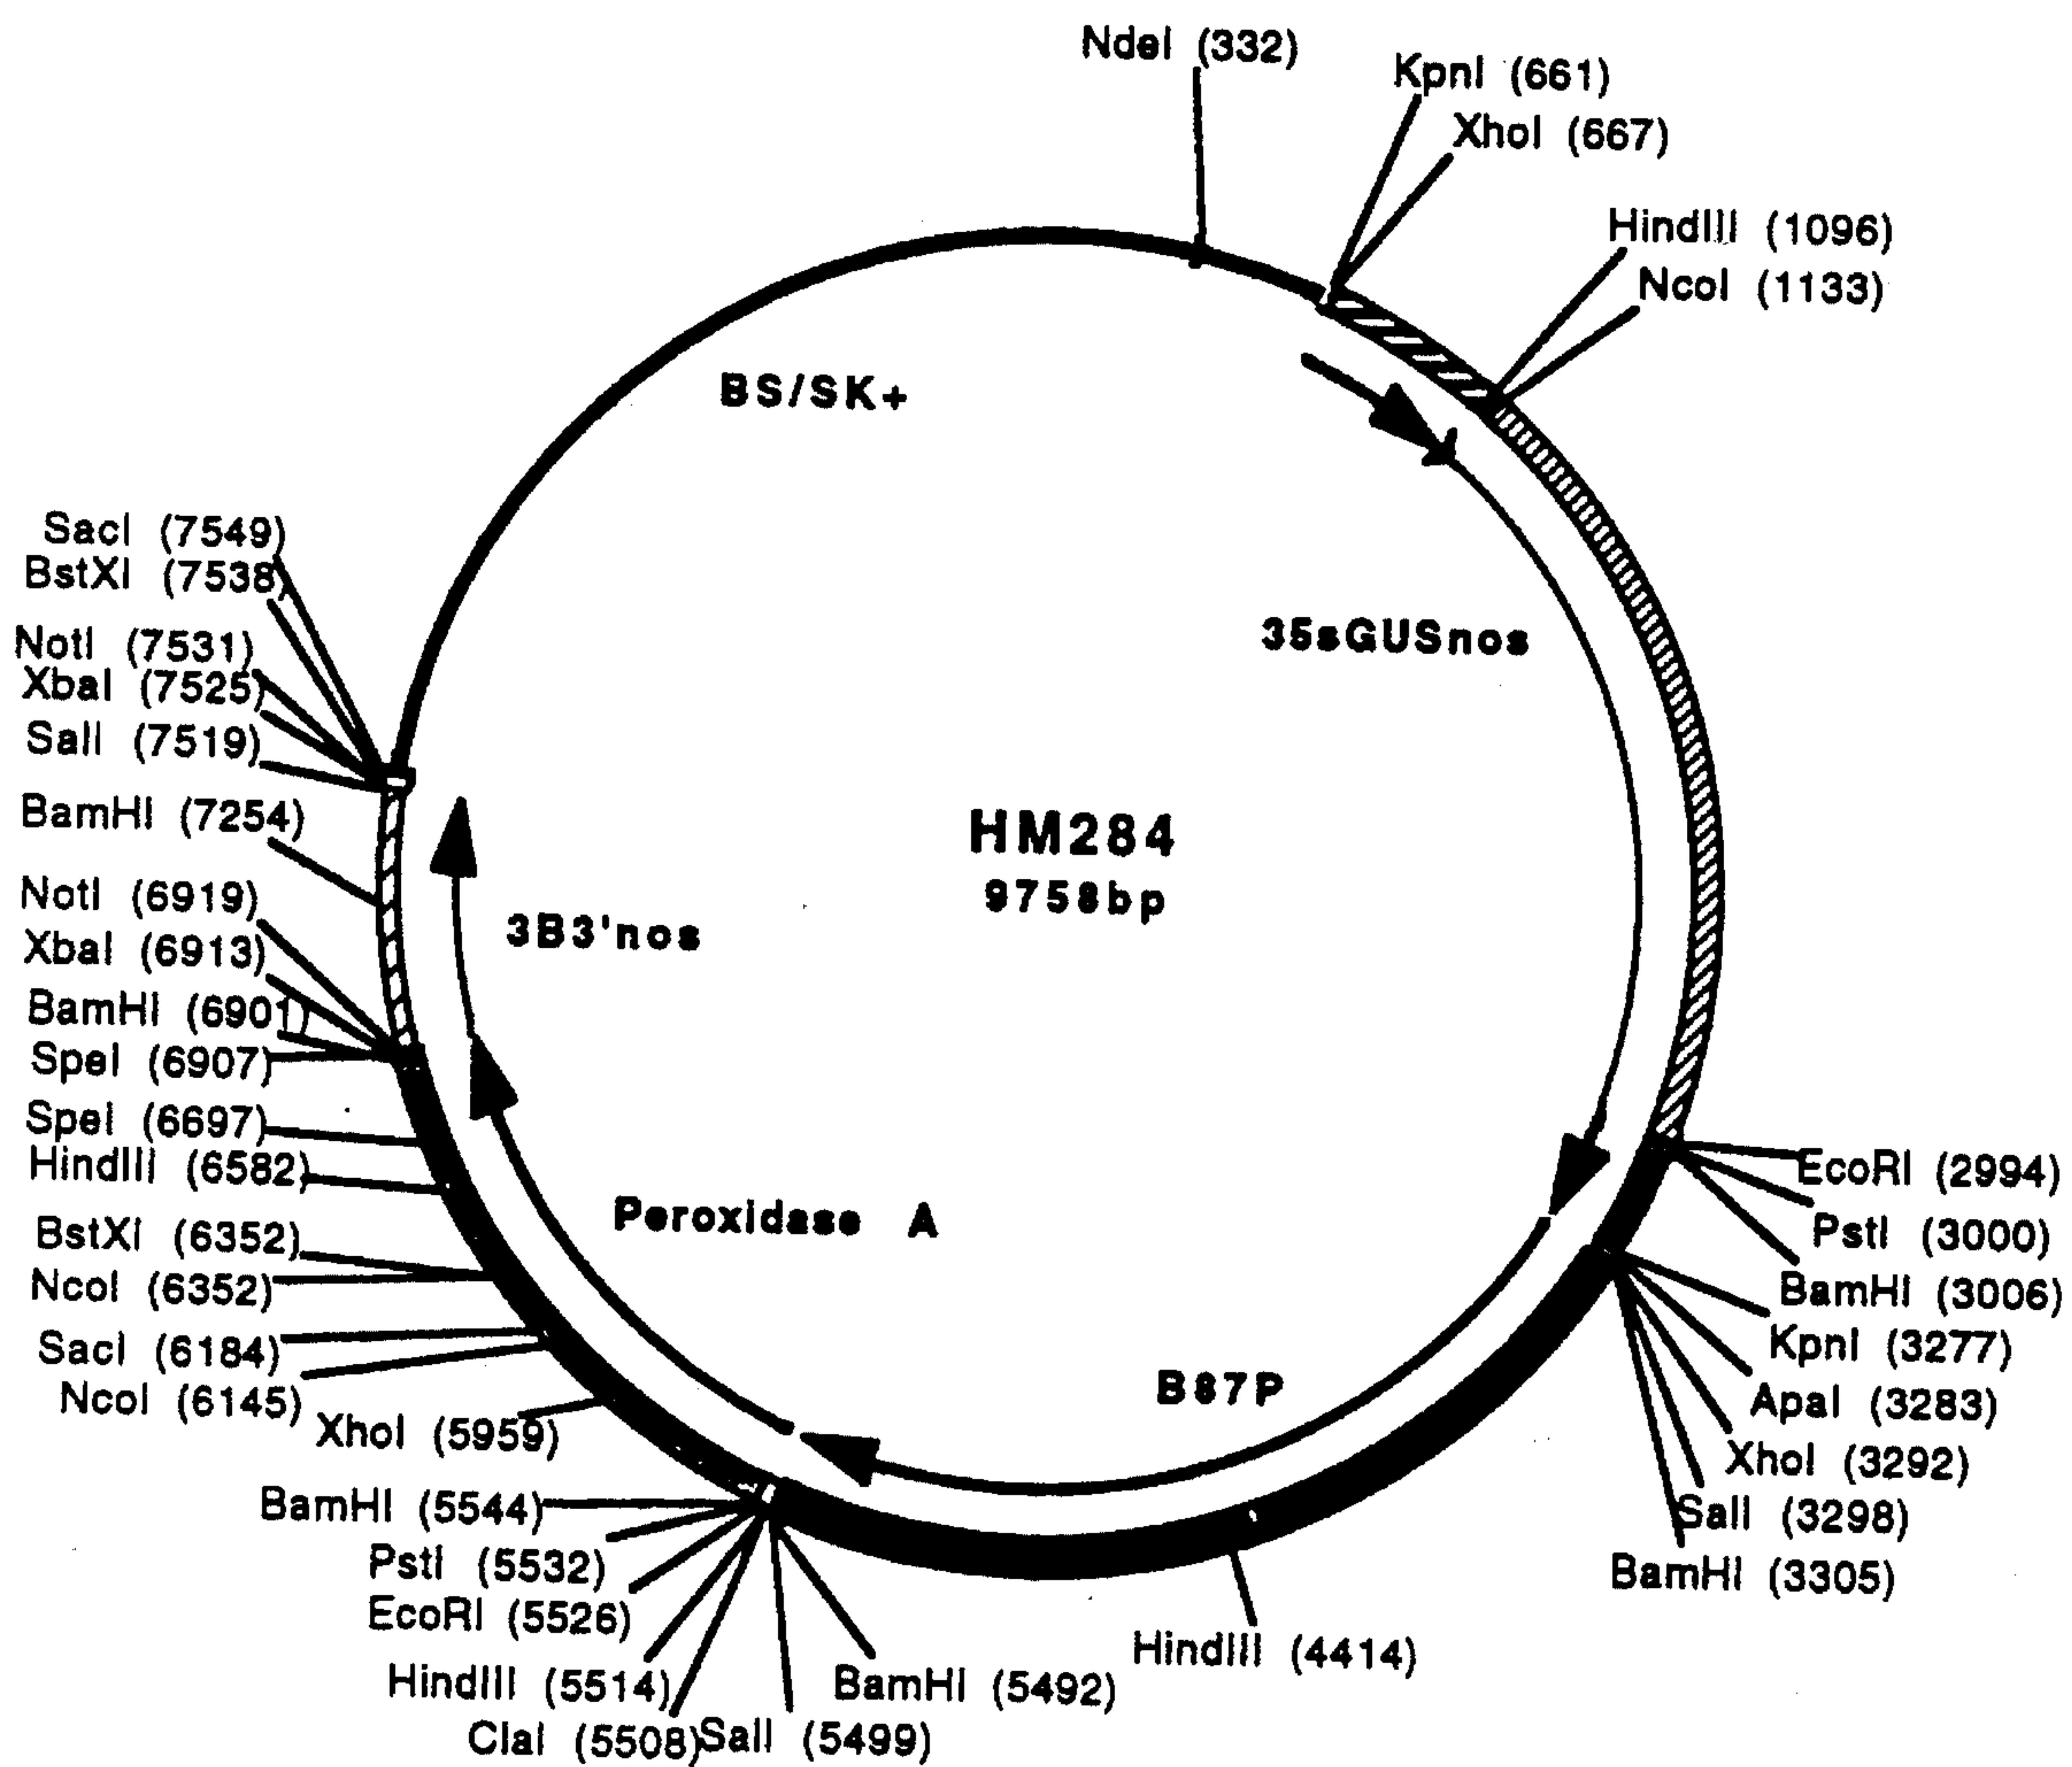 NdeI (332)
KpnI (661)
XhoI (667)
HindIII (1096)
NcoI (1133)
BS/SK+
35sGUSnos
SacI (7549)
BstXI (7538)
NotI (7531)
XbaI (7525)
SalI (7519)
BamHI (7254)
HM284
9758bp
NotI (6919)
3B3'nos
XbaI (6913)
BamHI (6901)
SpeI (6907)
SpeI (6697)
HindIII (6582)
EcoRI (2994)
Peroxidase A
PstI (3000)
BstXI (6352)
NcoI (6352)
BamHI (3006)
KpnI (3277)
SacI (6184)
NcoI (6145)
B87P
ApaI (3283)
XhoI (5959)
XhoI (3292)
BamHI (5544)
SalI (3298)
PstI (5532)
BamHI (3305)
EcoRI (5526)
HindIII (4414)
HindIII (5514)
BamHI (5492)
ClaI (5508)
SalI (5499)